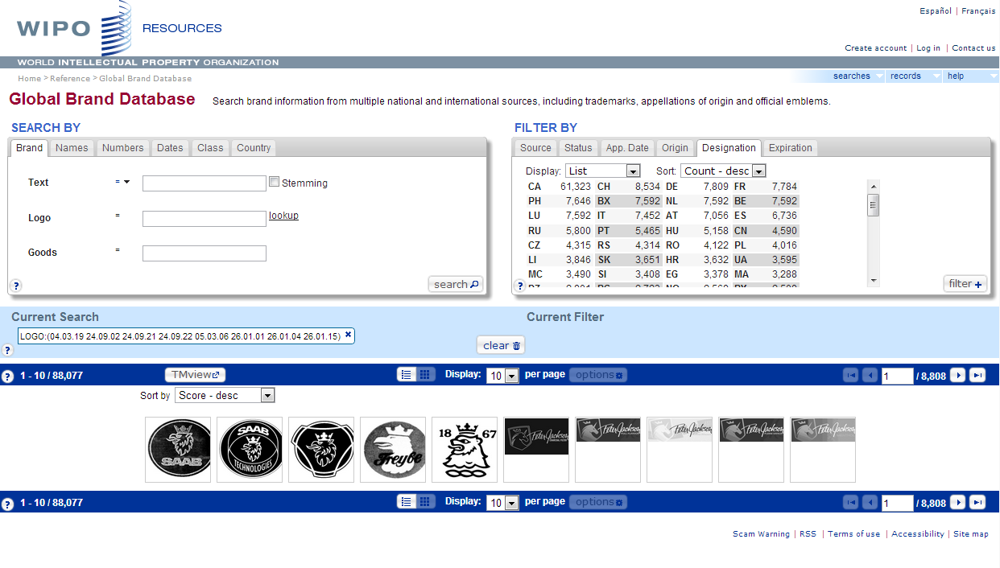 Español | Français
WIPO RESOURCES
Create account | Log in | Contact us
WORLD INTELLECTUAL PROPERTY ORGANIZATION
Home > Reference > Global Brand Database
searches records help
Global Brand Database Search brand information from multiple national and international sources, including trademarks, appellations of origin and official emblems.
SEARCH BY
Brand Names Numbers Dates Class Country
Text = Stemming
Logo = lookup
Goods =
? search
FILTER BY
Source Status App. Date Origin Designation Expiration
Display: List Sort: Count - desc
CA 61,323 CH 8,534 DE 7,809 FR 7,784
PH 7,646 BX 7,592 NL 7,592 BE 7,592
LU 7,592 IT 7,452 AT 7,056 ES 6,736
RU 5,800 PT 5,465 HU 5,158 CN 4,590
CZ 4,315 RS 4,314 RO 4,122 PL 4,016
LI 3,846 SK 3,651 HR 3,632 UA 3,595
MC 3,490 SI 3,408 EG 3,378 MA 3,288
? filter +
Current Search Current Filter
LOGO:(04.03.19 24.09.02 24.09.21 24.09.22 05.03.06 26.01.01 26.01.04 26.01.15)
? clear
? 1 - 10 / 88,077 TMview Display: 10 per page options 1 / 8,808
Sort by Score - desc
SAAB
SAAB
TECHNOLOGIES
Freybe
1867
Peter Jackson
Peter Jackson
Peter Jackson
Peter Jackson
Peter Jackson
? 1 - 10 / 88,077 Display: 10 per page options 1 / 8,808
Scam Warning | RSS | Terms of use | Accessibility | Site map